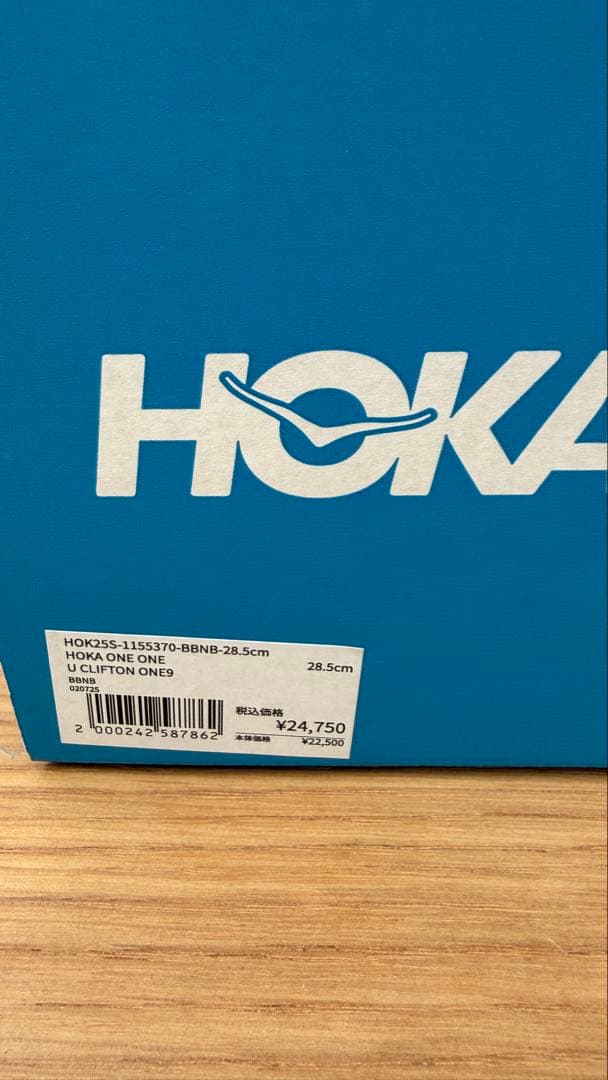 HOKA
HOK25S-1155370-BBNB-28.5cm
HOKA ONE ONE
28.5cm
U CLIFTON ONE9
BBNB
020725
税込価格
¥24,750
2 000242 587862
本体価格
¥22,500